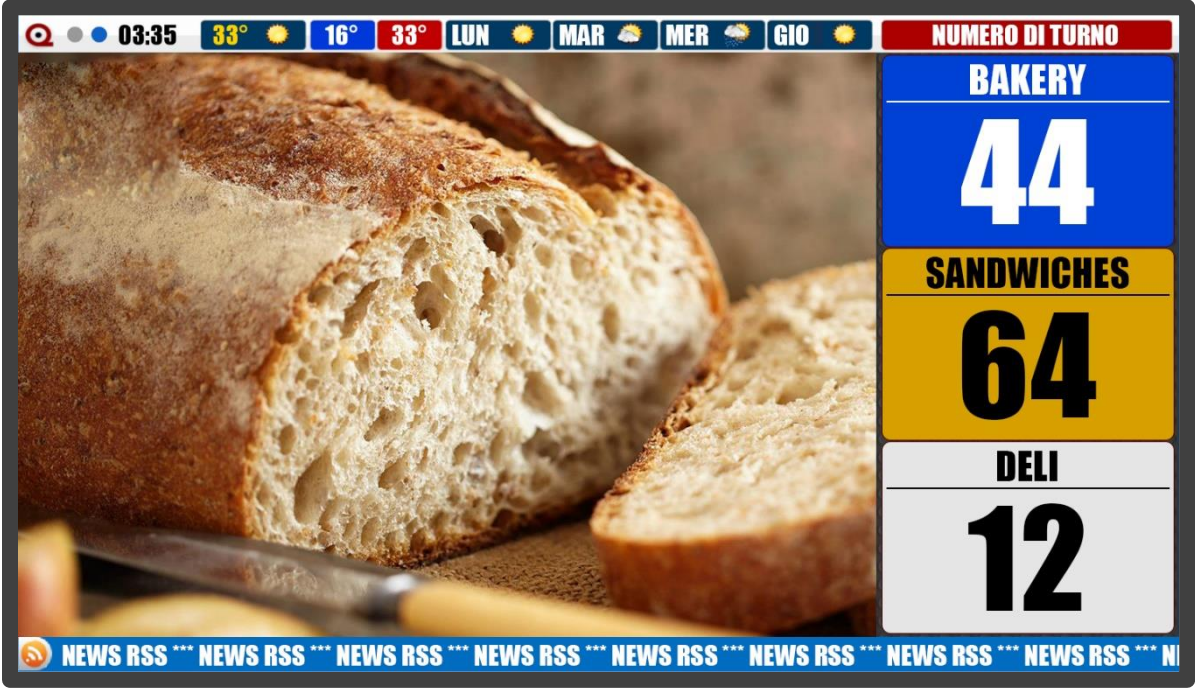 03:35 33° 16° 33° LUN MAR MER GIO NUMERO DI TURNO
BAKERY
44
SANDWICHES
64
DELI
12
NEWS RSS *** NEWS RSS *** NEWS RSS *** NEWS RSS *** NEWS RSS *** NEWS RSS *** NEWS RSS *** NEWS RSS *** N